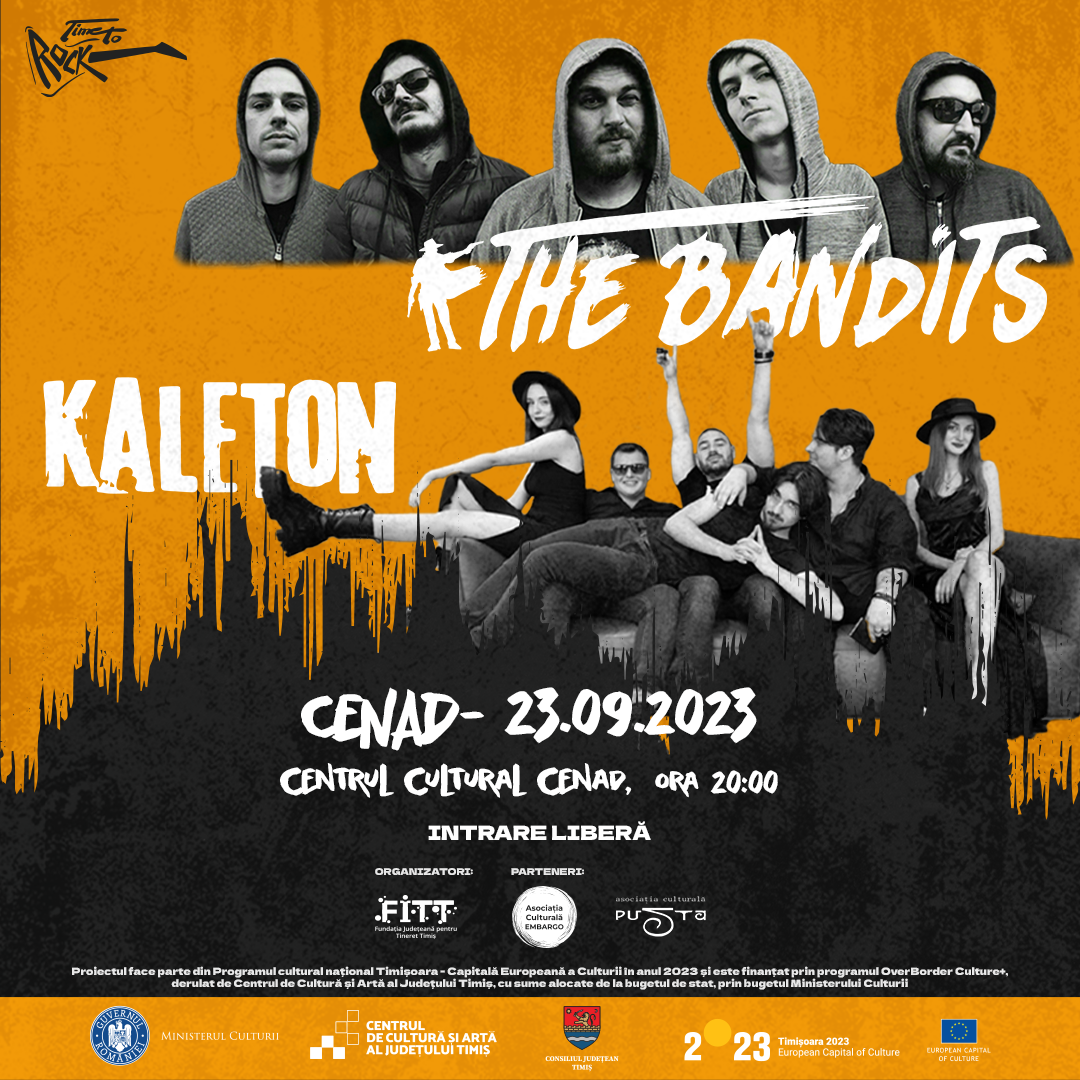 Time to
Rock
THE BANDITS
KALETON
CENAD- 23.09.2023
CENTRUL CULTURAL CENAD, ORA 20:00
INTRARE LIBERĂ
ORGANIZATORI: PARTENERI:
FITT
Fundația Județeană pentru
Tineret Timiș
Asociația
Culturală
EMBARGO
asociația culturală
PUSTA
Proiectul face parte din Programul cultural național Timișoara - Capitală Europeană a Culturii în anul 2023 și este finanțat prin programul OverBorder Culture+,
derulat de Centrul de Cultură și Artă al Județului Timiș, cu sume alocate de la bugetul de stat, prin bugetul Ministerului Culturii
GUVERNUL ROMÂNIEI
MINISTERUL CULTURII
CENTRUL
DE CULTURĂ ȘI ARTĂ
AL JUDEȚULUI TIMIȘ
CONSILIUL JUDEȚEAN
TIMIȘ
2023
Timișoara 2023
European Capital of Culture
EUROPEAN CAPITAL
OF CULTURE